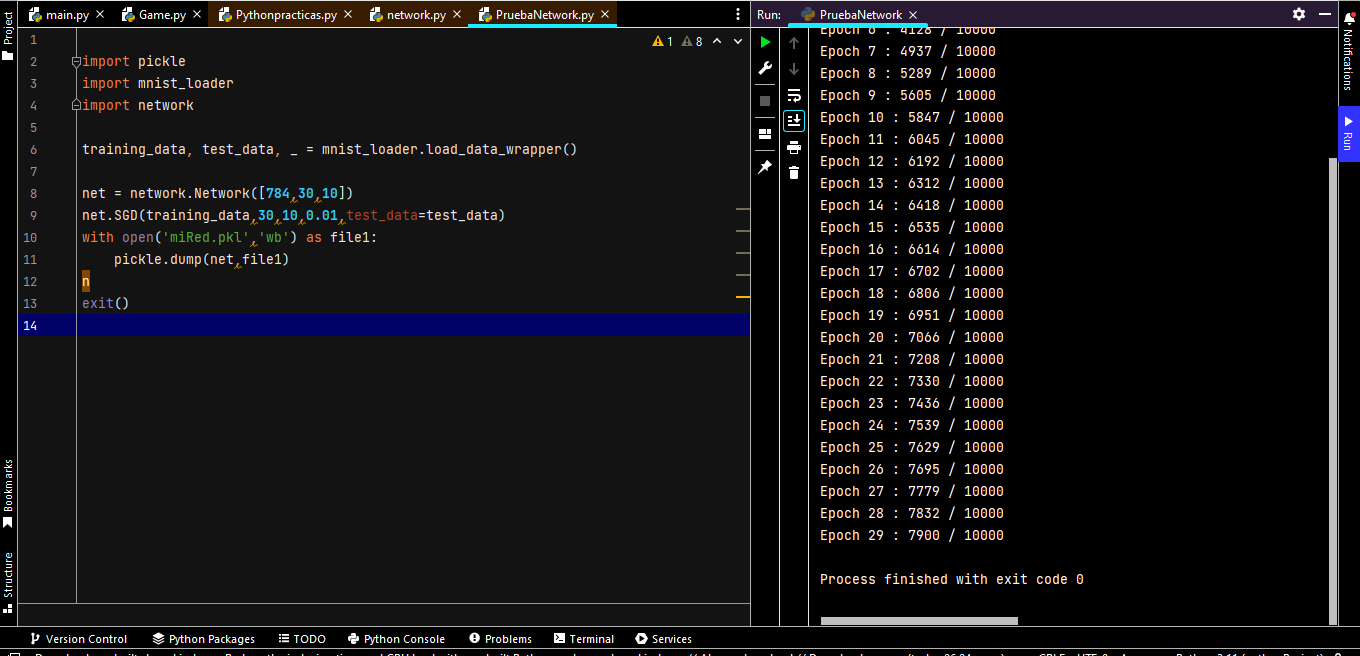 main.py
Game.py
Pythonpracticas.py
network.py
PruebaNetwork.py
Run:
PruebaNetwork
Project
Notifications
Run
1 8
1
2 import pickle
3 import mnist_loader
4 import network
5
6 training_data, test_data, _ = mnist_loader.load_data_wrapper()
7
8 net = network.Network([784,30,10])
9 net.SGD(training_data,30,10,0.01,test_data=test_data)
10 with open('miRed.pkl','wb') as file1:
11 pickle.dump(net,file1)
12 n
13 exit()
14
Epoch 6 : 4128 / 10000
Epoch 7 : 4937 / 10000
Epoch 8 : 5289 / 10000
Epoch 9 : 5605 / 10000
Epoch 10 : 5847 / 10000
Epoch 11 : 6045 / 10000
Epoch 12 : 6192 / 10000
Epoch 13 : 6312 / 10000
Epoch 14 : 6418 / 10000
Epoch 15 : 6535 / 10000
Epoch 16 : 6614 / 10000
Epoch 17 : 6702 / 10000
Epoch 18 : 6806 / 10000
Epoch 19 : 6951 / 10000
Epoch 20 : 7066 / 10000
Epoch 21 : 7208 / 10000
Epoch 22 : 7330 / 10000
Epoch 23 : 7436 / 10000
Epoch 24 : 7539 / 10000
Epoch 25 : 7629 / 10000
Epoch 26 : 7695 / 10000
Epoch 27 : 7779 / 10000
Epoch 28 : 7832 / 10000
Epoch 29 : 7900 / 10000
Process finished with exit code 0
Bookmarks
Structure
Version Control
Python Packages
TODO
Python Console
Problems
Terminal
Services